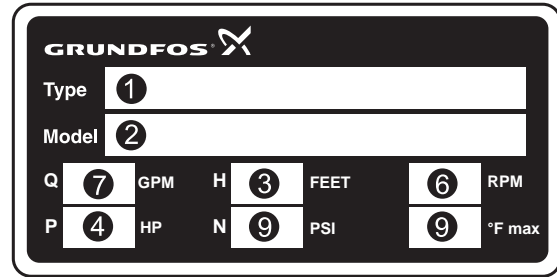 GRUNDFOS
Type 1
Model 2
Q 7 GPM H 3 FEET 6 RPM
P 4 HP N 9 PSI 9 °F max